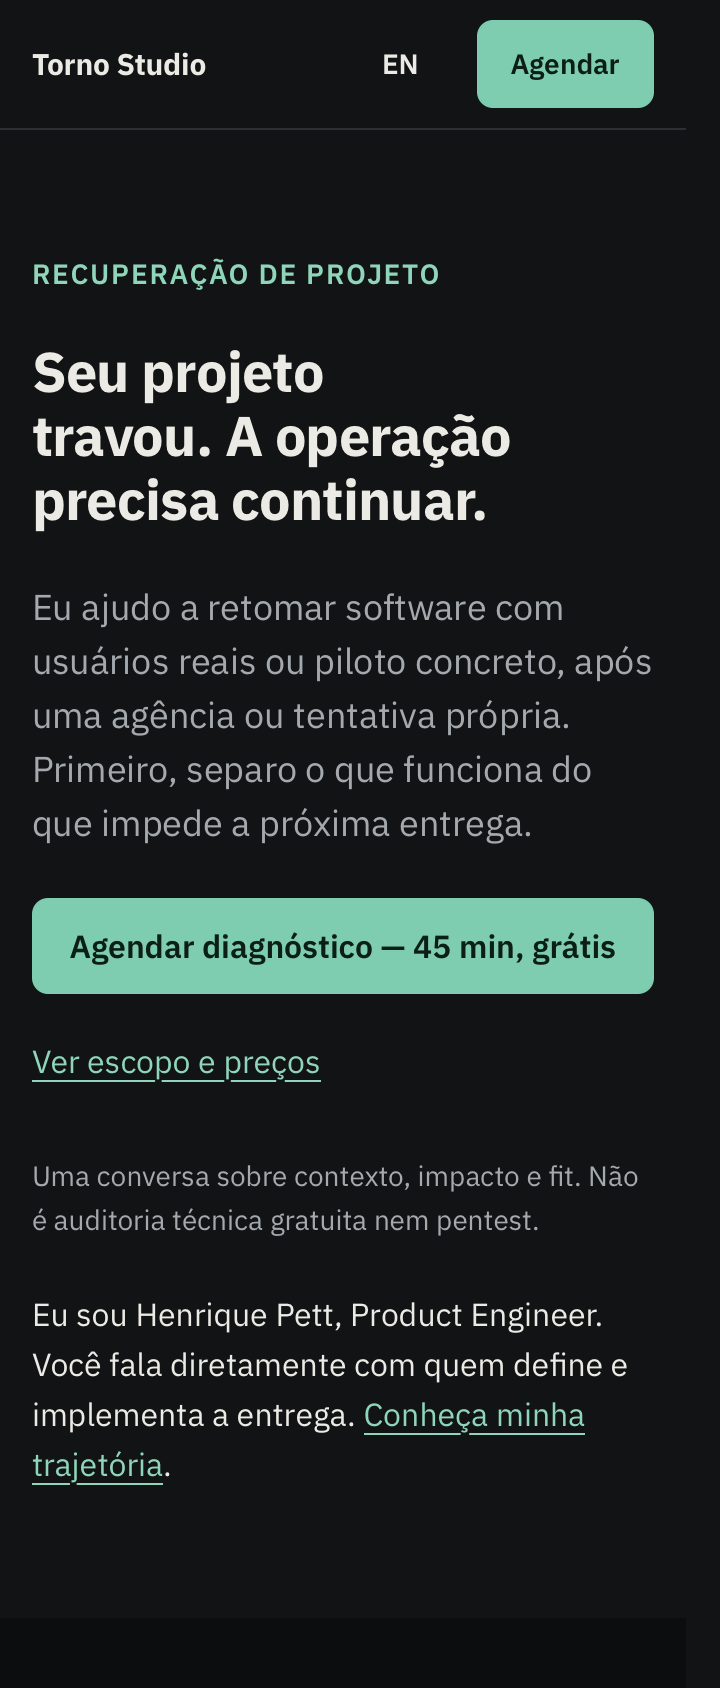 Torno Studio
EN
Agendar
RECUPERAÇÃO DE PROJETO
Seu projeto
travou. A operação
precisa continuar.
Eu ajudo a retomar software com
usuários reais ou piloto concreto, após
uma agência ou tentativa própria.
Primeiro, separo o que funciona do
que impede a próxima entrega.
Agendar diagnóstico — 45 min, grátis
Ver escopo e preços
Uma conversa sobre contexto, impacto e fit. Não
é auditoria técnica gratuita nem pentest.
Eu sou Henrique Pett, Product Engineer.
Você fala diretamente com quem define e
implementa a entrega. Conheça minha
trajetória.